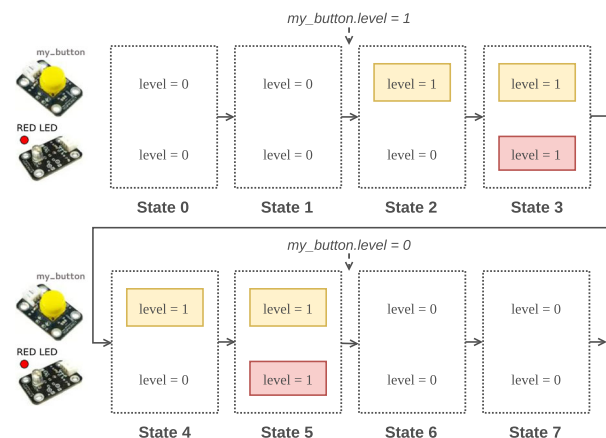 my_button.level = 1
my_button
level = 0
level = 0
level = 1
level = 1
RED LED
level = 0
level = 0
level = 0
level = 1
State 0
State 1
State 2
State 3
my_button.level = 0
my_button
level = 1
level = 1
level = 0
level = 0
RED LED
level = 0
level = 1
level = 0
level = 0
State 4
State 5
State 6
State 7